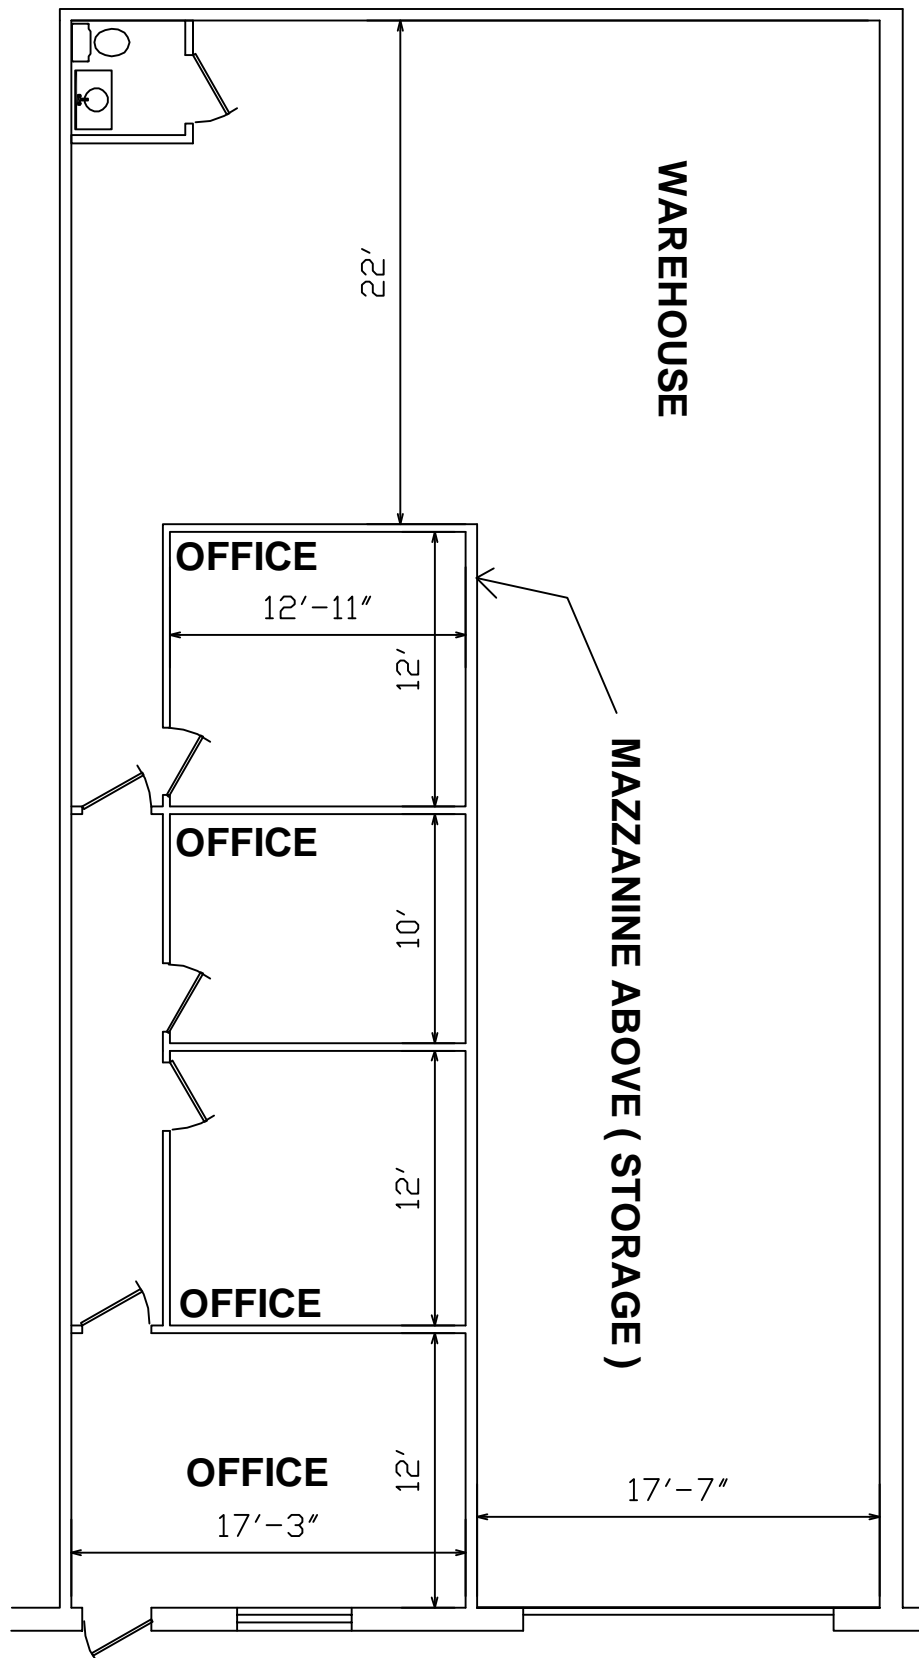 WAREHOUSE
22'
OFFICE
12'-11"
12'
MAZZANINE ABOVE ( STORAGE )
OFFICE
10'
12'
OFFICE
OFFICE
12'
17'-3"
17'-7"